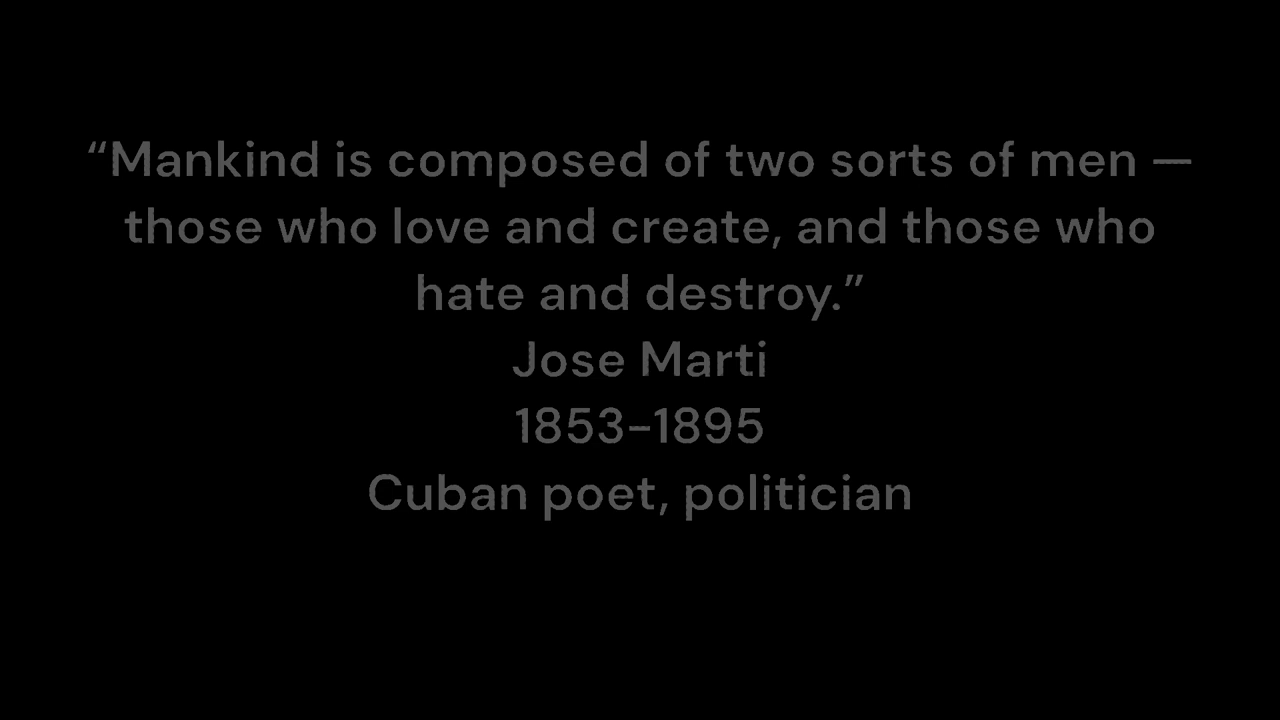 “Mankind is composed of two sorts of men —
those who love and create, and those who
hate and destroy.”
Jose Marti
1853–1895
Cuban poet, politician